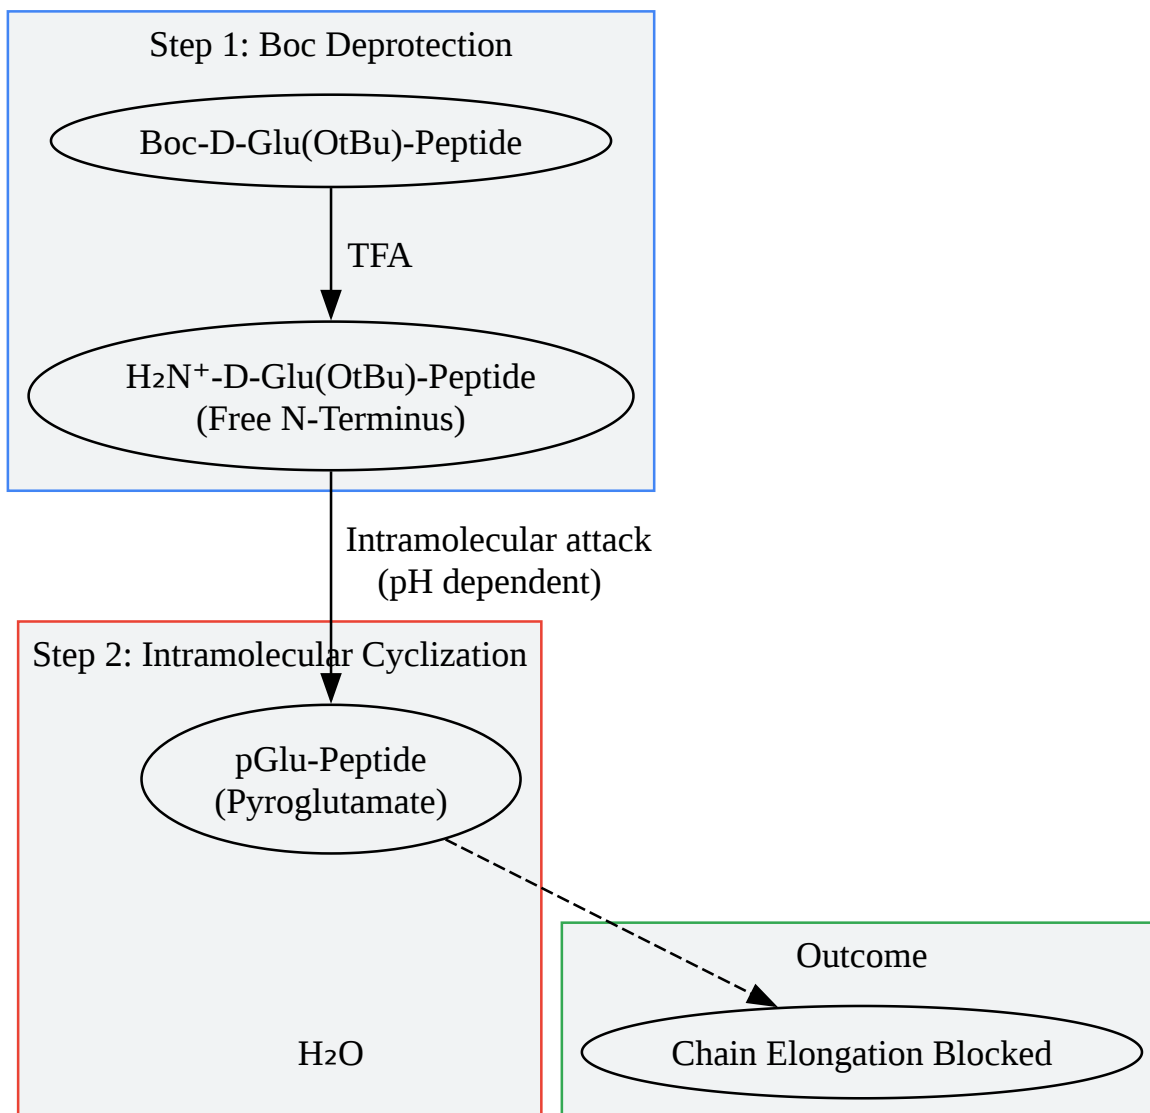 Step 1: Boc Deprotection
Boc-D-Glu(OtBu)-Peptide
TFA
H₂N⁺-D-Glu(OtBu)-Peptide
(Free N-Terminus)
Intramolecular attack
(pH dependent)
Step 2: Intramolecular Cyclization
pGlu-Peptide
(Pyroglutamate)
Outcome
H₂O
Chain Elongation Blocked